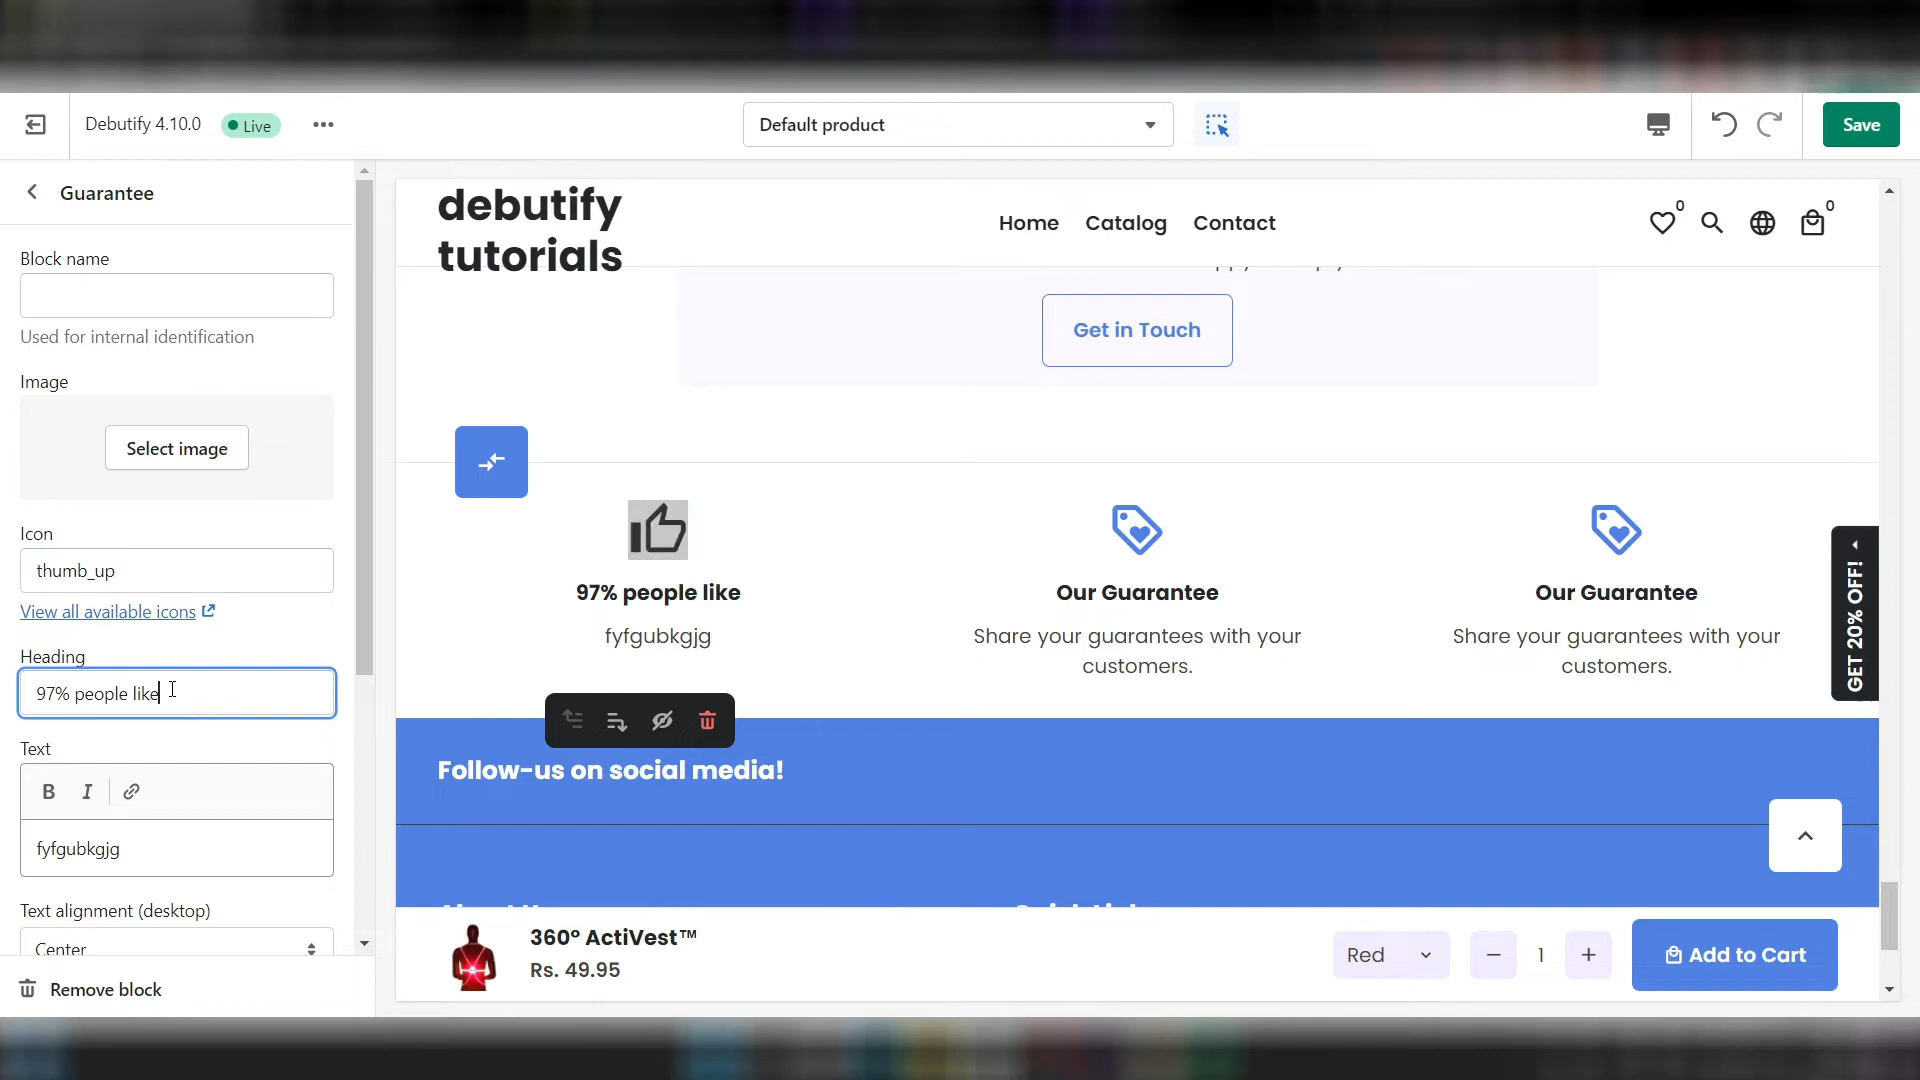 Debutify 4.10.0
Live
Default product
Save
Guarantee
Block name
Used for internal identification
Image
Select image
Icon
thumb_up
View all available icons
Heading
97% people like
Text
B I
fyfgubkgjg
Text alignment (desktop)
Center
Remove block
debutify
tutorials
Home Catalog Contact
0
0
Get in Touch
97% people like
fyfgubkgjg
Our Guarantee
Share your guarantees with your
customers.
Our Guarantee
Share your guarantees with your
customers.
GET 20% OFF!
Follow-us on social media!
360° ActiVest™
Rs. 49.95
Red
1
Add to Cart